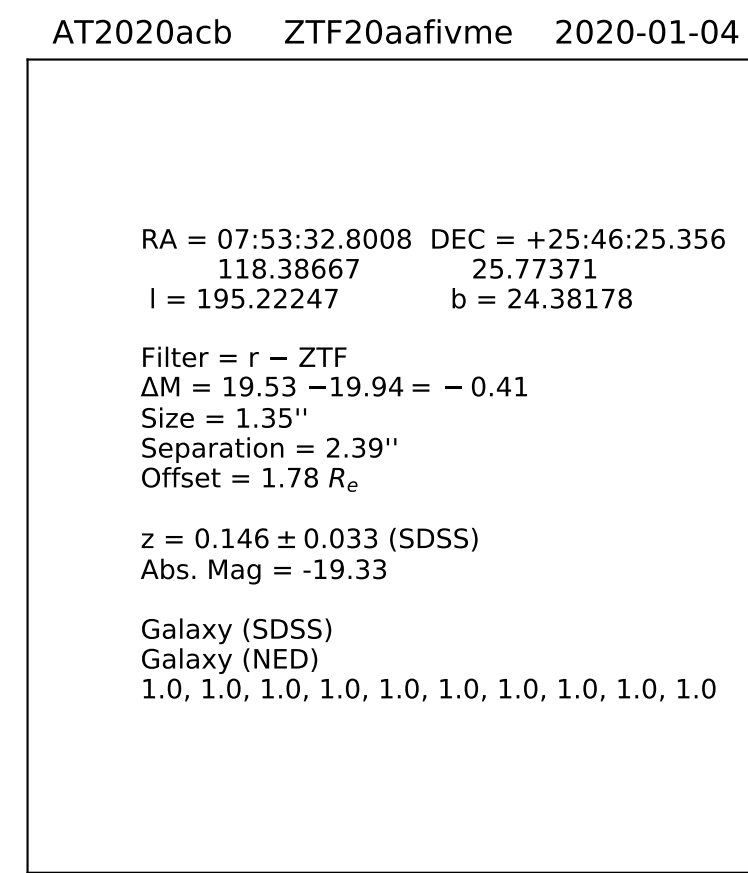 AT2020acb ZTF20aafivme 2020-01-04
RA = 07:53:32.8008 DEC = +25:46:25.356
118.38667 25.77371
l = 195.22247 b = 24.38178
Filter = r − ZTF
ΔM = 19.53 −19.94 = − 0.41
Size = 1.35''
Separation = 2.39''
Offset = 1.78 Rₑ
z = 0.146 ± 0.033 (SDSS)
Abs. Mag = -19.33
Galaxy (SDSS)
Galaxy (NED)
1.0, 1.0, 1.0, 1.0, 1.0, 1.0, 1.0, 1.0, 1.0, 1.0